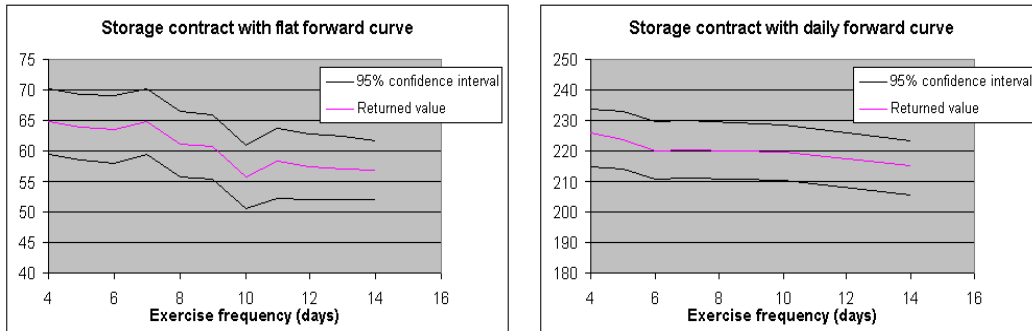 Storage contract with flat forward curve
75
70
65
60
55
50
45
40
4 6 8 10 12 14 16
Exercise frequency (days)
95% confidence interval
Returned value
Storage contract with daily forward curve
250
240
230
220
210
200
190
180
4 6 8 10 12 14 16
Exercise frequency (days)
95% confidence interval
Returned value